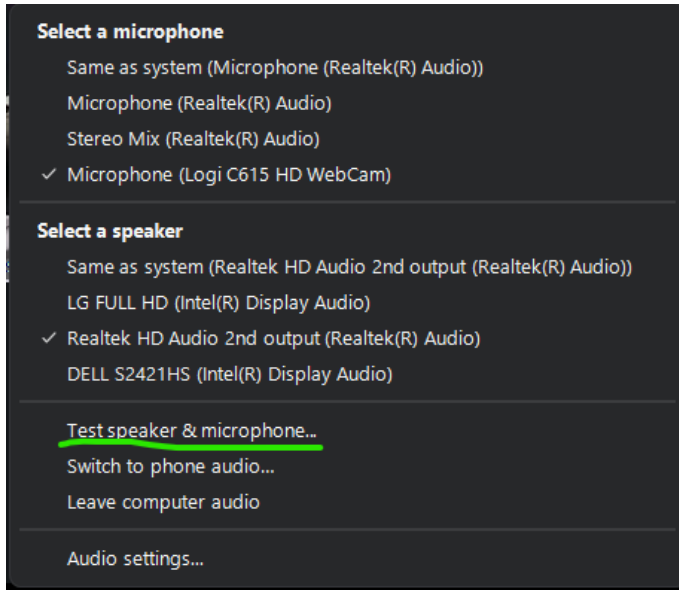 Select a microphone
Same as system (Microphone (Realtek(R) Audio))
Microphone (Realtek(R) Audio)
Stereo Mix (Realtek(R) Audio)
Microphone (Logi C615 HD WebCam)
Select a speaker
Same as system (Realtek HD Audio 2nd output (Realtek(R) Audio))
LG FULL HD (Intel(R) Display Audio)
Realtek HD Audio 2nd output (Realtek(R) Audio)
DELL S2421HS (Intel(R) Display Audio)
Test speaker & microphone...
Switch to phone audio...
Leave computer audio
Audio settings...